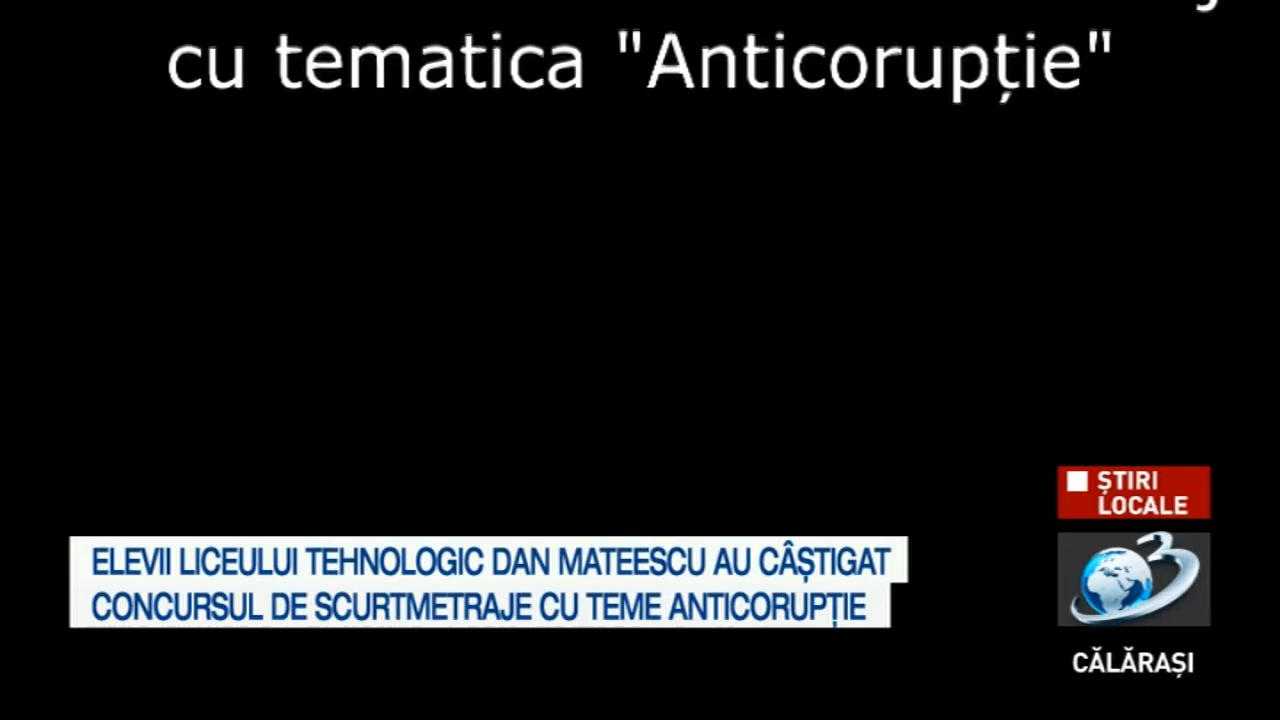 cu tematica "Anticorupție"
ELEVII LICEULUI TEHNOLOGIC DAN MATEESCU AU CÂȘTIGAT
CONCURSUL DE SCURTMETRAJE CU TEME ANTICORUPȚIE
ȘTIRI
LOCALE
3
CĂLĂRAȘI